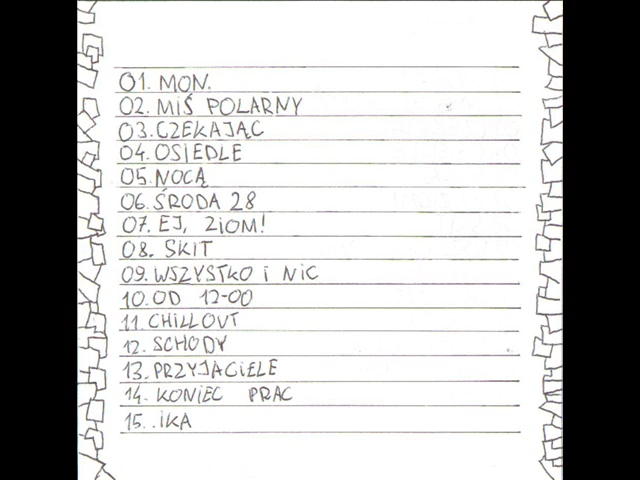 01. MON.
02. MIŚ POLARNY
03. CZEKAJĄC
04. OSIEDLE
05. NOCĄ
06. ŚRODA 28
07. EJ, ZIOM!
08. SKIT
09. WSZYSTKO I NIC
10. OD 12-00
11. CHILLOUT
12. SCHODY
13. PRZYJACIELE
14. KONIEC PRAC
15. .IKA